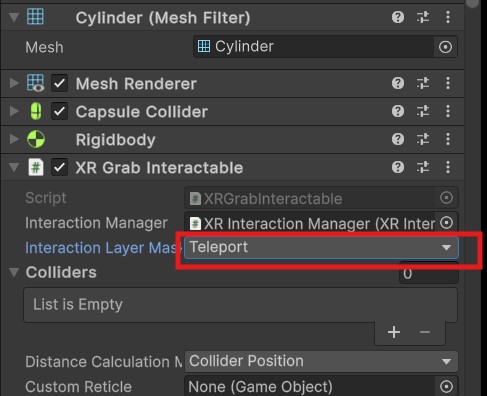 Cylinder (Mesh Filter)
Mesh Cylinder
Mesh Renderer
Capsule Collider
Rigidbody
# XR Grab Interactable
Script # XRGrabInteractable
Interaction Manager # XR Interaction Manager (XR Inter
Interaction Layer Mas Teleport
Colliders 0
List is Empty
+ −
Distance Calculation M Collider Position
Custom Reticle None (Game Object)